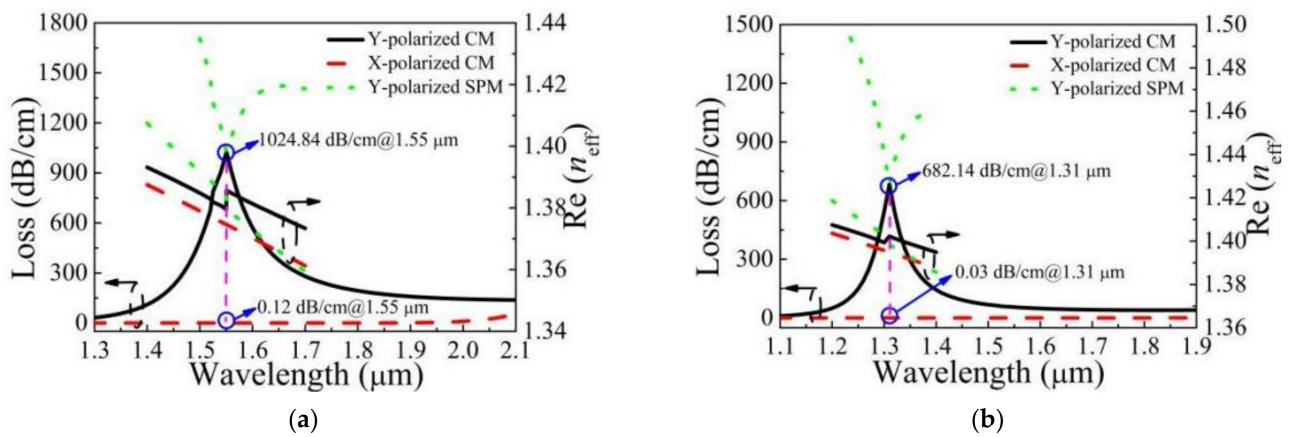 1800
1500
1200
900
600
300
0
Loss (dB/cm)
1.3 1.4 1.5 1.6 1.7 1.8 1.9 2.0 2.1
Wavelength (μm)
1.44
1.42
1.40
1.38
1.36
1.34
Re (n_eff)
Y-polarized CM
X-polarized CM
Y-polarized SPM
1024.84 dB/cm@1.55 μm
0.12 dB/cm@1.55 μm
(a)
1500
1200
900
600
300
0
Loss (dB/cm)
1.1 1.2 1.3 1.4 1.5 1.6 1.7 1.8 1.9
Wavelength (μm)
1.50
1.48
1.46
1.44
1.42
1.40
1.38
1.36
Re (n_eff)
Y-polarized CM
X-polarized CM
Y-polarized SPM
682.14 dB/cm@1.31 μm
0.03 dB/cm@1.31 μm
(b)